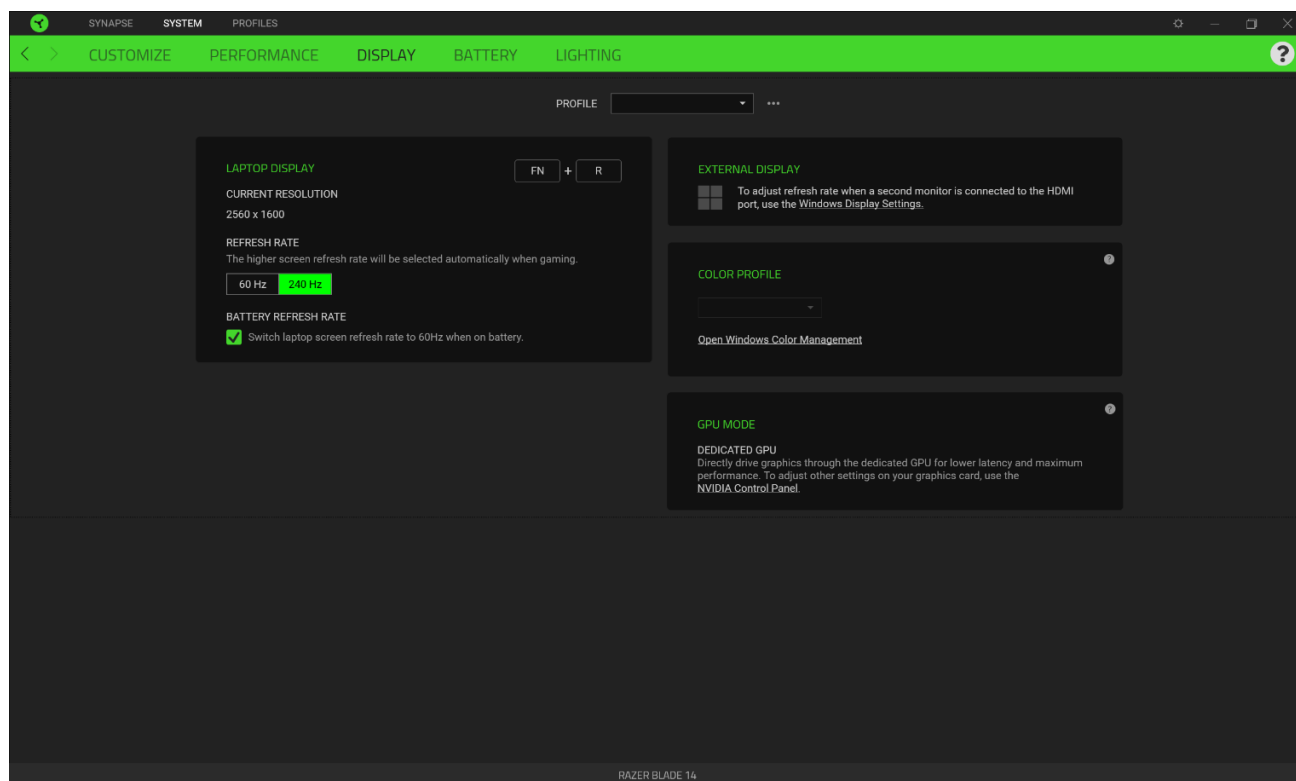 SYNAPSE SYSTEM PROFILES
CUSTOMIZE PERFORMANCE DISPLAY BATTERY LIGHTING ?
PROFILE
LAPTOP DISPLAY
FN + R
CURRENT RESOLUTION
2560 x 1600
REFRESH RATE
The higher screen refresh rate will be selected automatically when gaming.
60 Hz 240 Hz
BATTERY REFRESH RATE
Switch laptop screen refresh rate to 60Hz when on battery.
EXTERNAL DISPLAY
To adjust refresh rate when a second monitor is connected to the HDMI
port, use the Windows Display Settings.
COLOR PROFILE ?
Open Windows Color Management
GPU MODE ?
DEDICATED GPU
Directly drive graphics through the dedicated GPU for lower latency and maximum
performance. To adjust other settings on your graphics card, use the
NVIDIA Control Panel.
RAZER BLADE 14